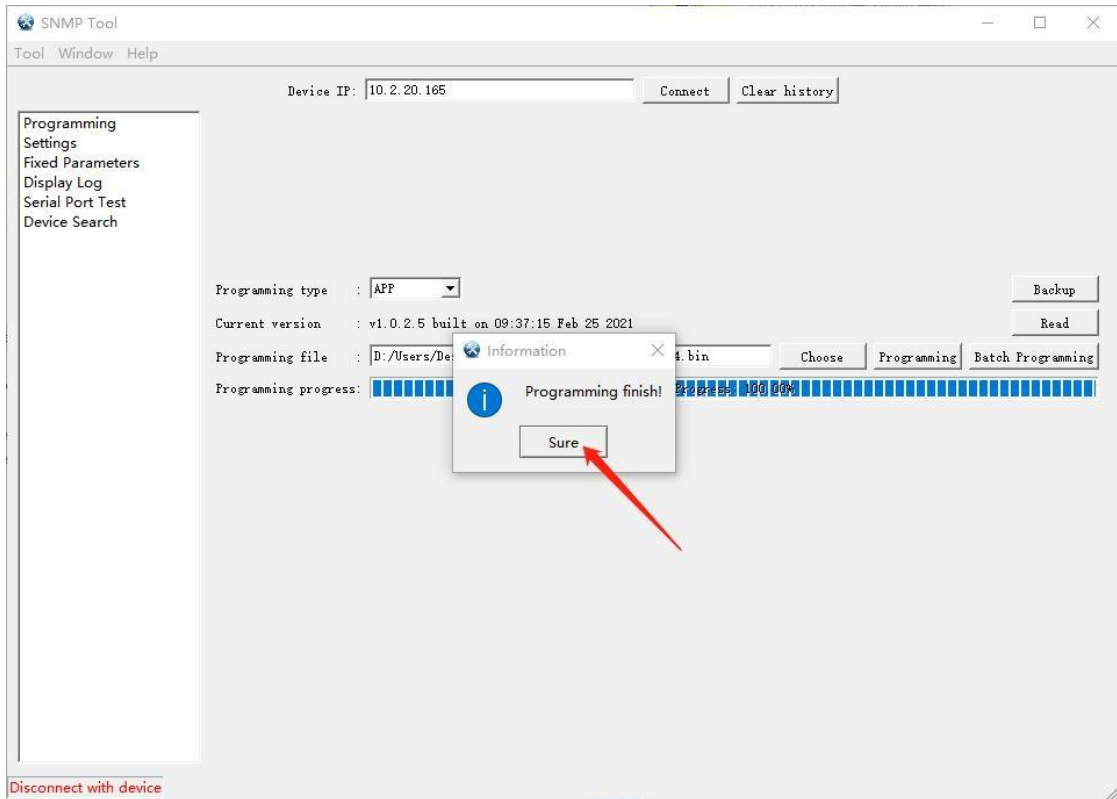 SNMP Tool
Tool Window Help
Device IP: 10.2.20.165 Connect Clear history
Programming
Settings
Fixed Parameters
Display Log
Serial Port Test
Device Search
Programming type : APP Backup
Current version : v1.0.2.5 built on 09:37:15 Feb 25 2021 Read
Programming file : D:/Users/De 4.bin Choose Programming Batch Programming
Programming progress: Progress: 100.00%
Information
Programming finish!
Sure
Disconnect with device